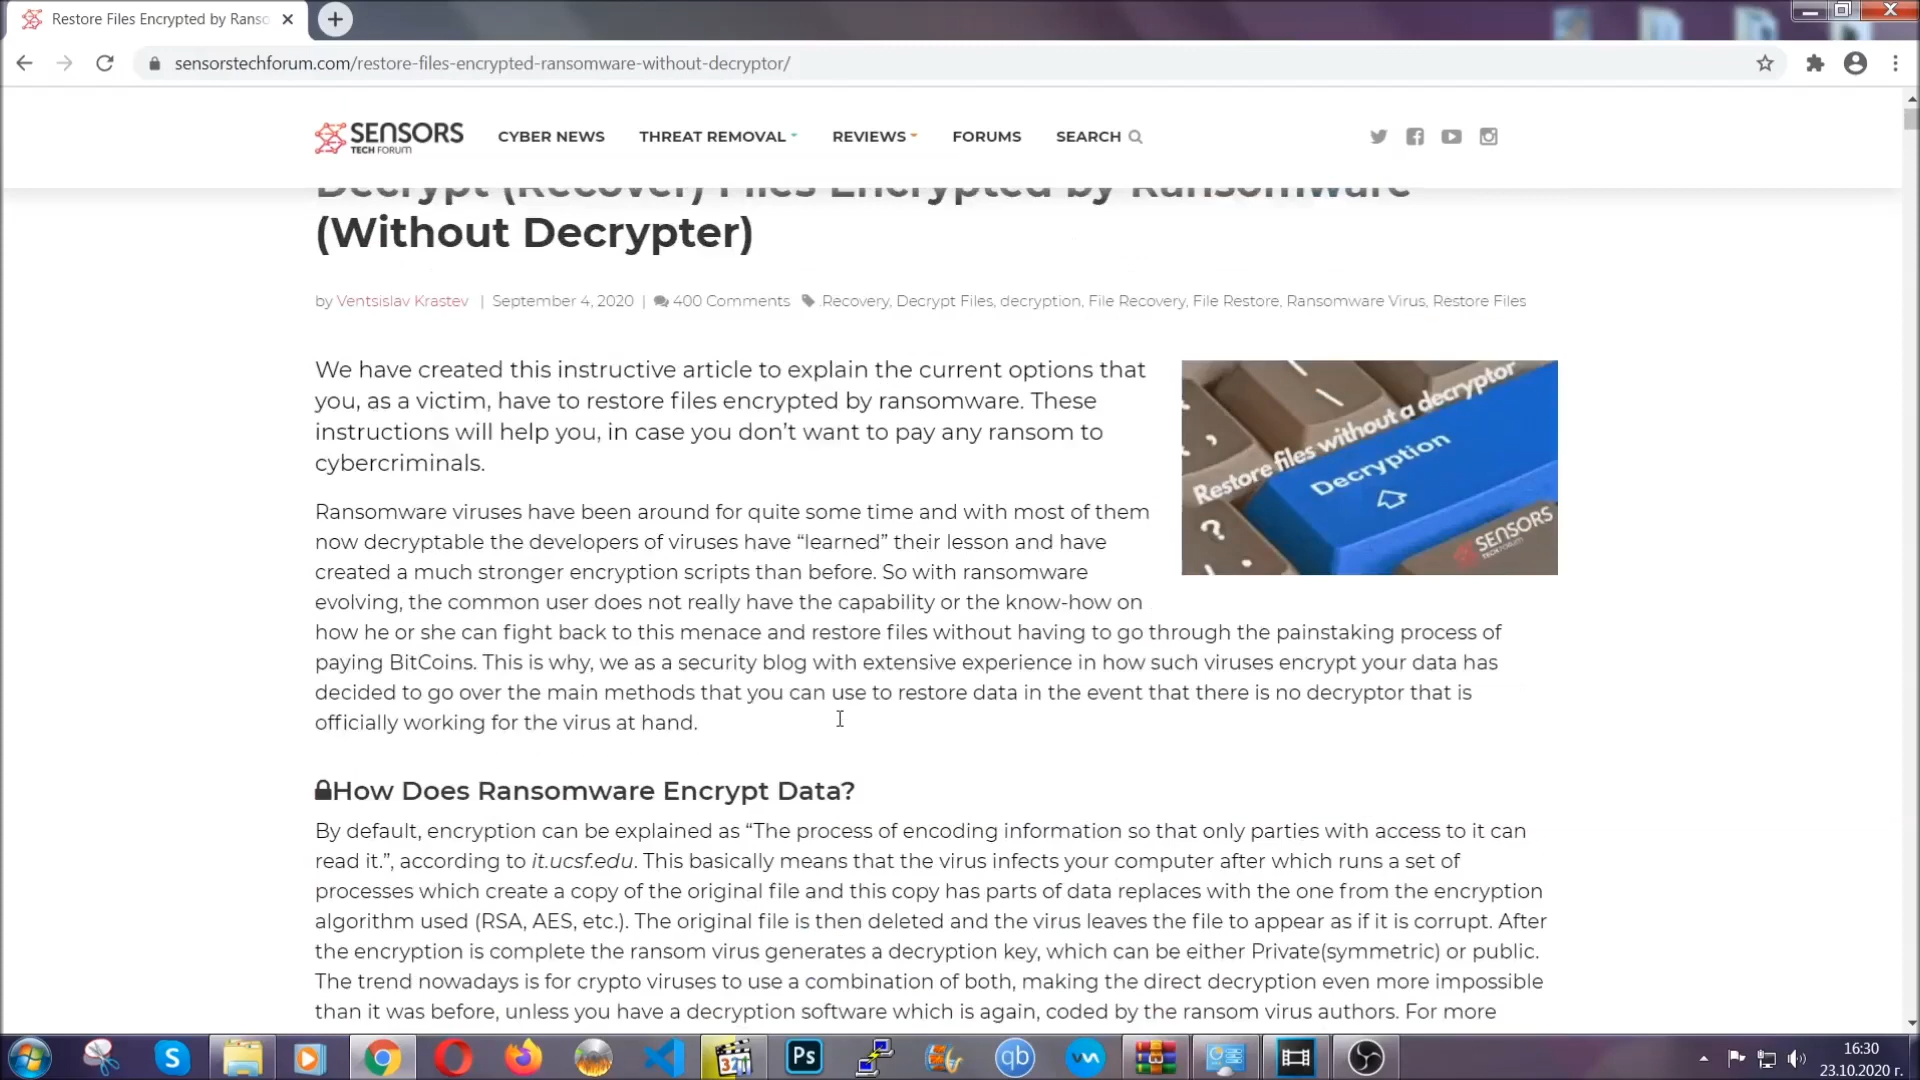 Restore Files Encrypted by Ranso
sensorstechforum.com/restore-files-encrypted-ransomware-without-decryptor/
SENSORS
TECH FORUM
CYBER NEWS THREAT REMOVAL REVIEWS FORUMS SEARCH
Decrypt (Recover) Files Encrypted by Ransomware
(Without Decrypter)
by Ventsislav Krastev | September 4, 2020 | 400 Comments .Recovery, Decrypt Files, decryption, File Recovery, File Restore, Ransomware Virus, Restore Files
We have created this instructive article to explain the current options that
you, as a victim, have to restore files encrypted by ransomware. These
instructions will help you, in case you don’t want to pay any ransom to
cybercriminals.
Restore files without a decryptor
Decryption
SENSORS
TECH FORUM
Ransomware viruses have been around for quite some time and with most of them
now decryptable the developers of viruses have “learned” their lesson and have
created a much stronger encryption scripts than before. So with ransomware
evolving, the common user does not really have the capability or the know-how on
how he or she can fight back to this menace and restore files without having to go through the painstaking process of
paying BitCoins. This is why, we as a security blog with extensive experience in how such viruses encrypt your data has
decided to go over the main methods that you can use to restore data in the event that there is no decryptor that is
officially working for the virus at hand.
How Does Ransomware Encrypt Data?
By default, encryption can be explained as “The process of encoding information so that only parties with access to it can
read it.”, according to it.ucsf.edu. This basically means that the virus infects your computer after which runs a set of
processes which create a copy of the original file and this copy has parts of data replaces with the one from the encryption
algorithm used (RSA, AES, etc.). The original file is then deleted and the virus leaves the file to appear as if it is corrupt. After
the encryption is complete the ransom virus generates a decryption key, which can be either Private(symmetric) or public.
The trend nowadays is for crypto viruses to use a combination of both, making the direct decryption even more impossible
than it was before, unless you have a decryption software which is again, coded by the ransom virus authors. For more
321
Ps
qb
16:30
23.10.2020 г.